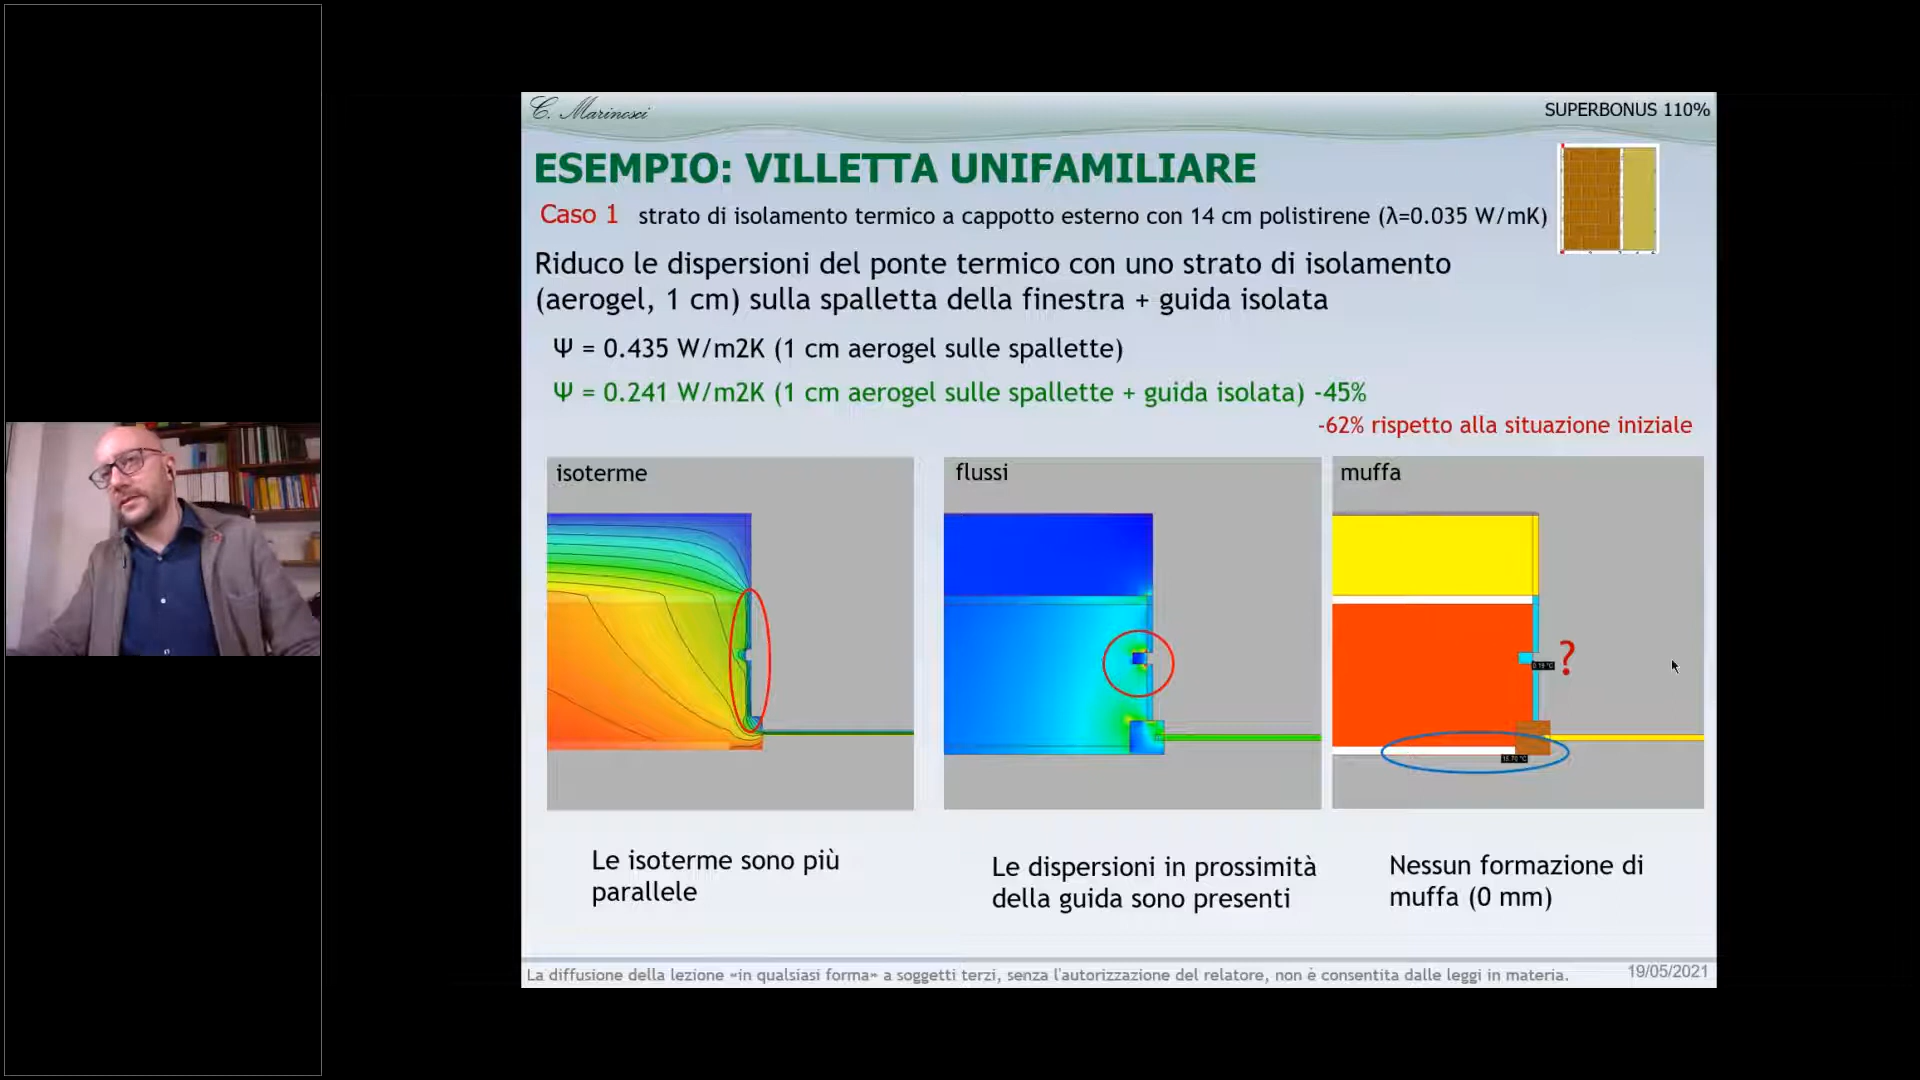 C. Marinosci
SUPERBONUS 110%
ESEMPIO: VILLETTA UNIFAMILIARE
Caso 1 strato di isolamento termico a cappotto esterno con 14 cm polistirene (λ=0.035 W/mK)
Riduco le dispersioni del ponte termico con uno strato di isolamento
(aerogel, 1 cm) sulla spalletta della finestra + guida isolata
Ψ = 0.435 W/m2K (1 cm aerogel sulle spallette)
Ψ = 0.241 W/m2K (1 cm aerogel sulle spallette + guida isolata) -45%
-62% rispetto alla situazione iniziale
isoterme
flussi
muffa
?
Le isoterme sono più
parallele
Le dispersioni in prossimità
della guida sono presenti
Nessun formazione di
muffa (0 mm)
La diffusione della lezione «in qualsiasi forma» a soggetti terzi, senza l'autorizzazione del relatore, non è consentita dalle leggi in materia.
19/05/2021